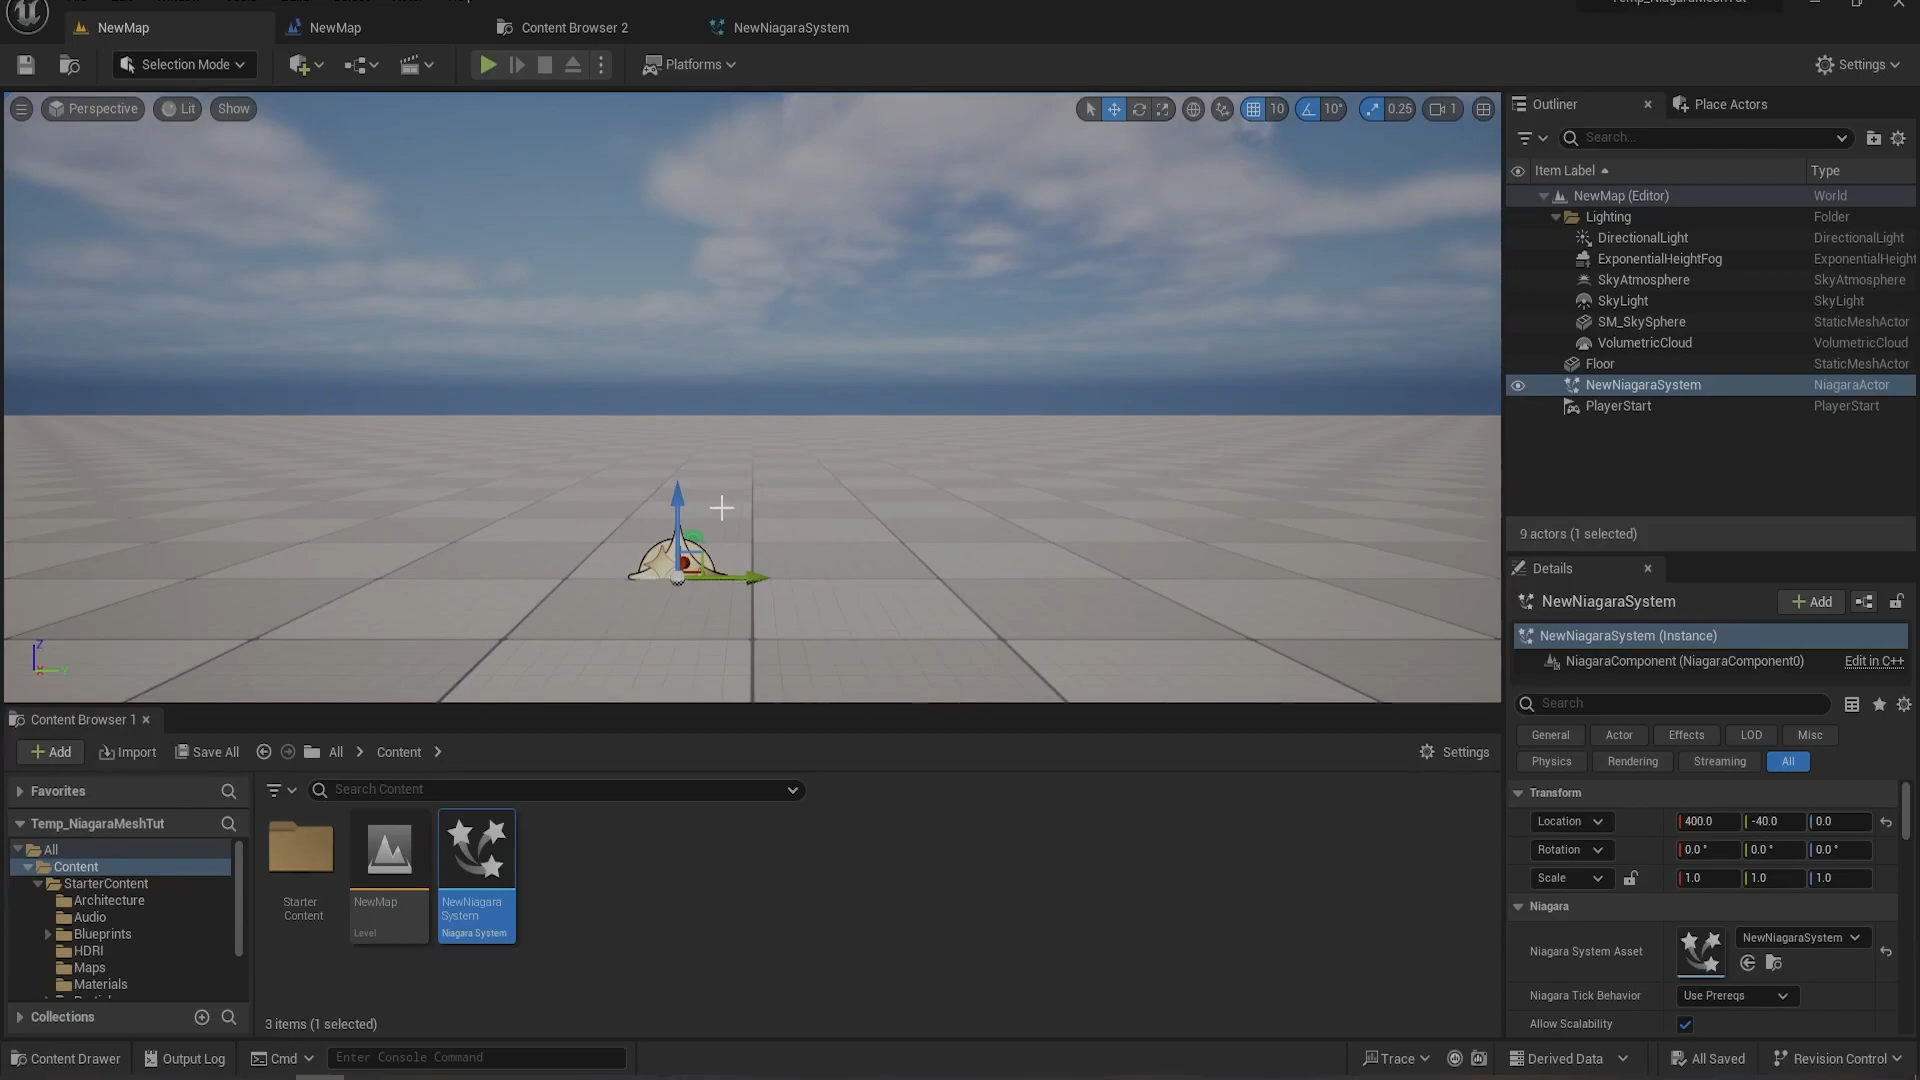 NewMap
NewMap
Content Browser 2
NewNiagaraSystem
Selection Mode
Platforms
Settings
Perspective
Lit
Show
10
10°
0.25
1
Outliner
Place Actors
Search...
Item Label
Type
NewMap (Editor)
World
Lighting
Folder
DirectionalLight
DirectionalLight
ExponentialHeightFog
ExponentialHeight
SkyAtmosphere
SkyAtmosphere
SkyLight
SkyLight
SM_SkySphere
StaticMeshActor
VolumetricCloud
VolumetricCloud
Floor
StaticMeshActor
NewNiagaraSystem
NiagaraActor
PlayerStart
PlayerStart
9 actors (1 selected)
Details
NewNiagaraSystem
Add
NewNiagaraSystem (Instance)
NiagaraComponent (NiagaraComponent0)
Edit in C++
Search
General
Actor
Effects
LOD
Misc
Physics
Rendering
Streaming
All
Transform
Location
400.0
-40.0
0.0
Rotation
0.0°
0.0°
0.0°
Scale
1.0
1.0
1.0
Niagara
Niagara System Asset
NewNiagaraSystem
Niagara Tick Behavior
Use Prereqs
Allow Scalability
Z
Y
Content Browser 1
Add
Import
Save All
All
Content
Settings
Favorites
Search Content
Temp_NiagaraMeshTut
All
Content
StarterContent
Architecture
Audio
Blueprints
HDRI
Maps
Materials
Collections
Starter
Content
NewMap
Level
NewNiagara
System
Niagara System
3 items (1 selected)
Content Drawer
Output Log
Cmd
Enter Console Command
Trace
Derived Data
All Saved
Revision Control